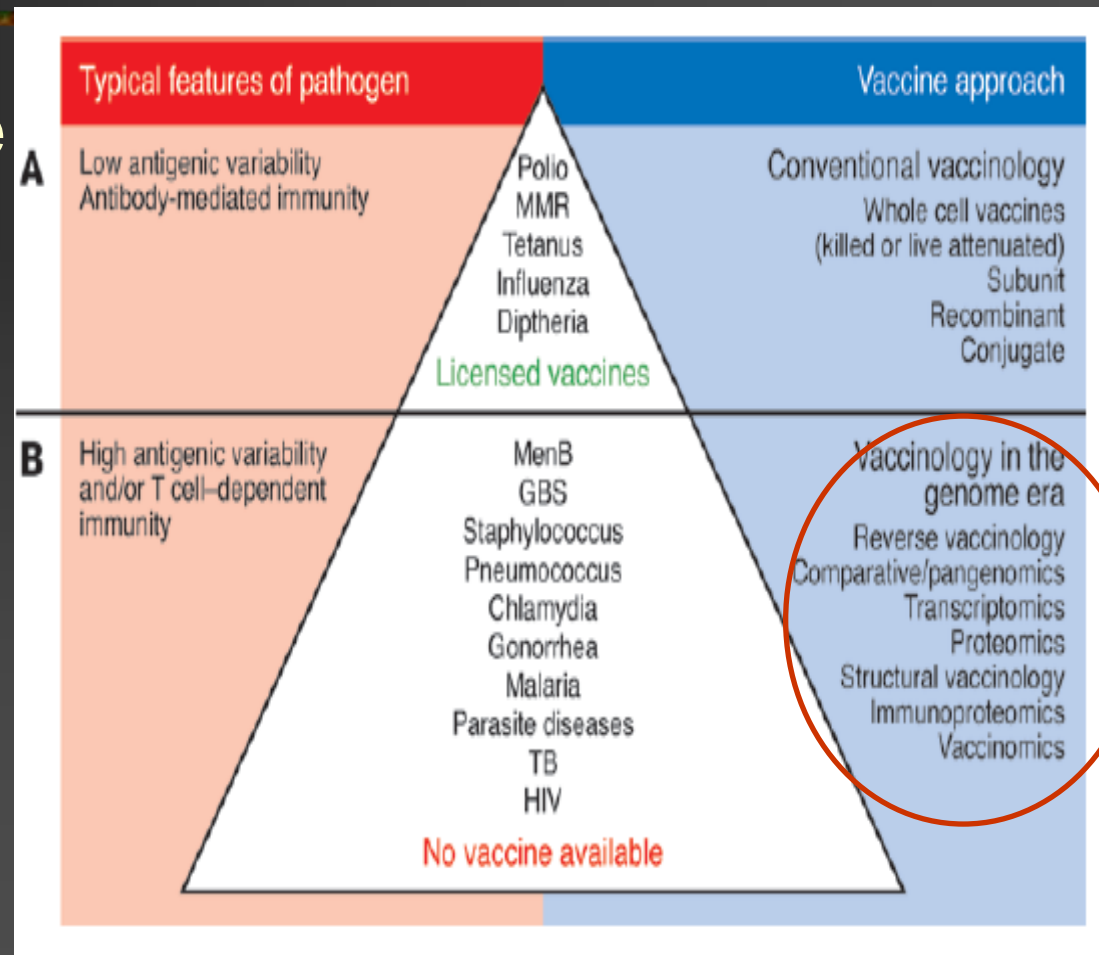 Typical features of pathogen
Vaccine approach
A
Low antigenic variability
Antibody-mediated immunity
Polio
MMR
Tetanus
Influenza
Diptheria
Licensed vaccines
Conventional vaccinology
Whole cell vaccines
(killed or live attenuated)
Subunit
Recombinant
Conjugate
B
High antigenic variability
and/or T cell–dependent
immunity
MenB
GBS
Staphylococcus
Pneumococcus
Chlamydia
Gonorrhea
Malaria
Parasite diseases
TB
HIV
No vaccine available
Vaccinology in the
genome era
Reverse vaccinology
Comparative/pangenomics
Transcriptomics
Proteomics
Structural vaccinology
Immunoproteomics
Vaccinomics